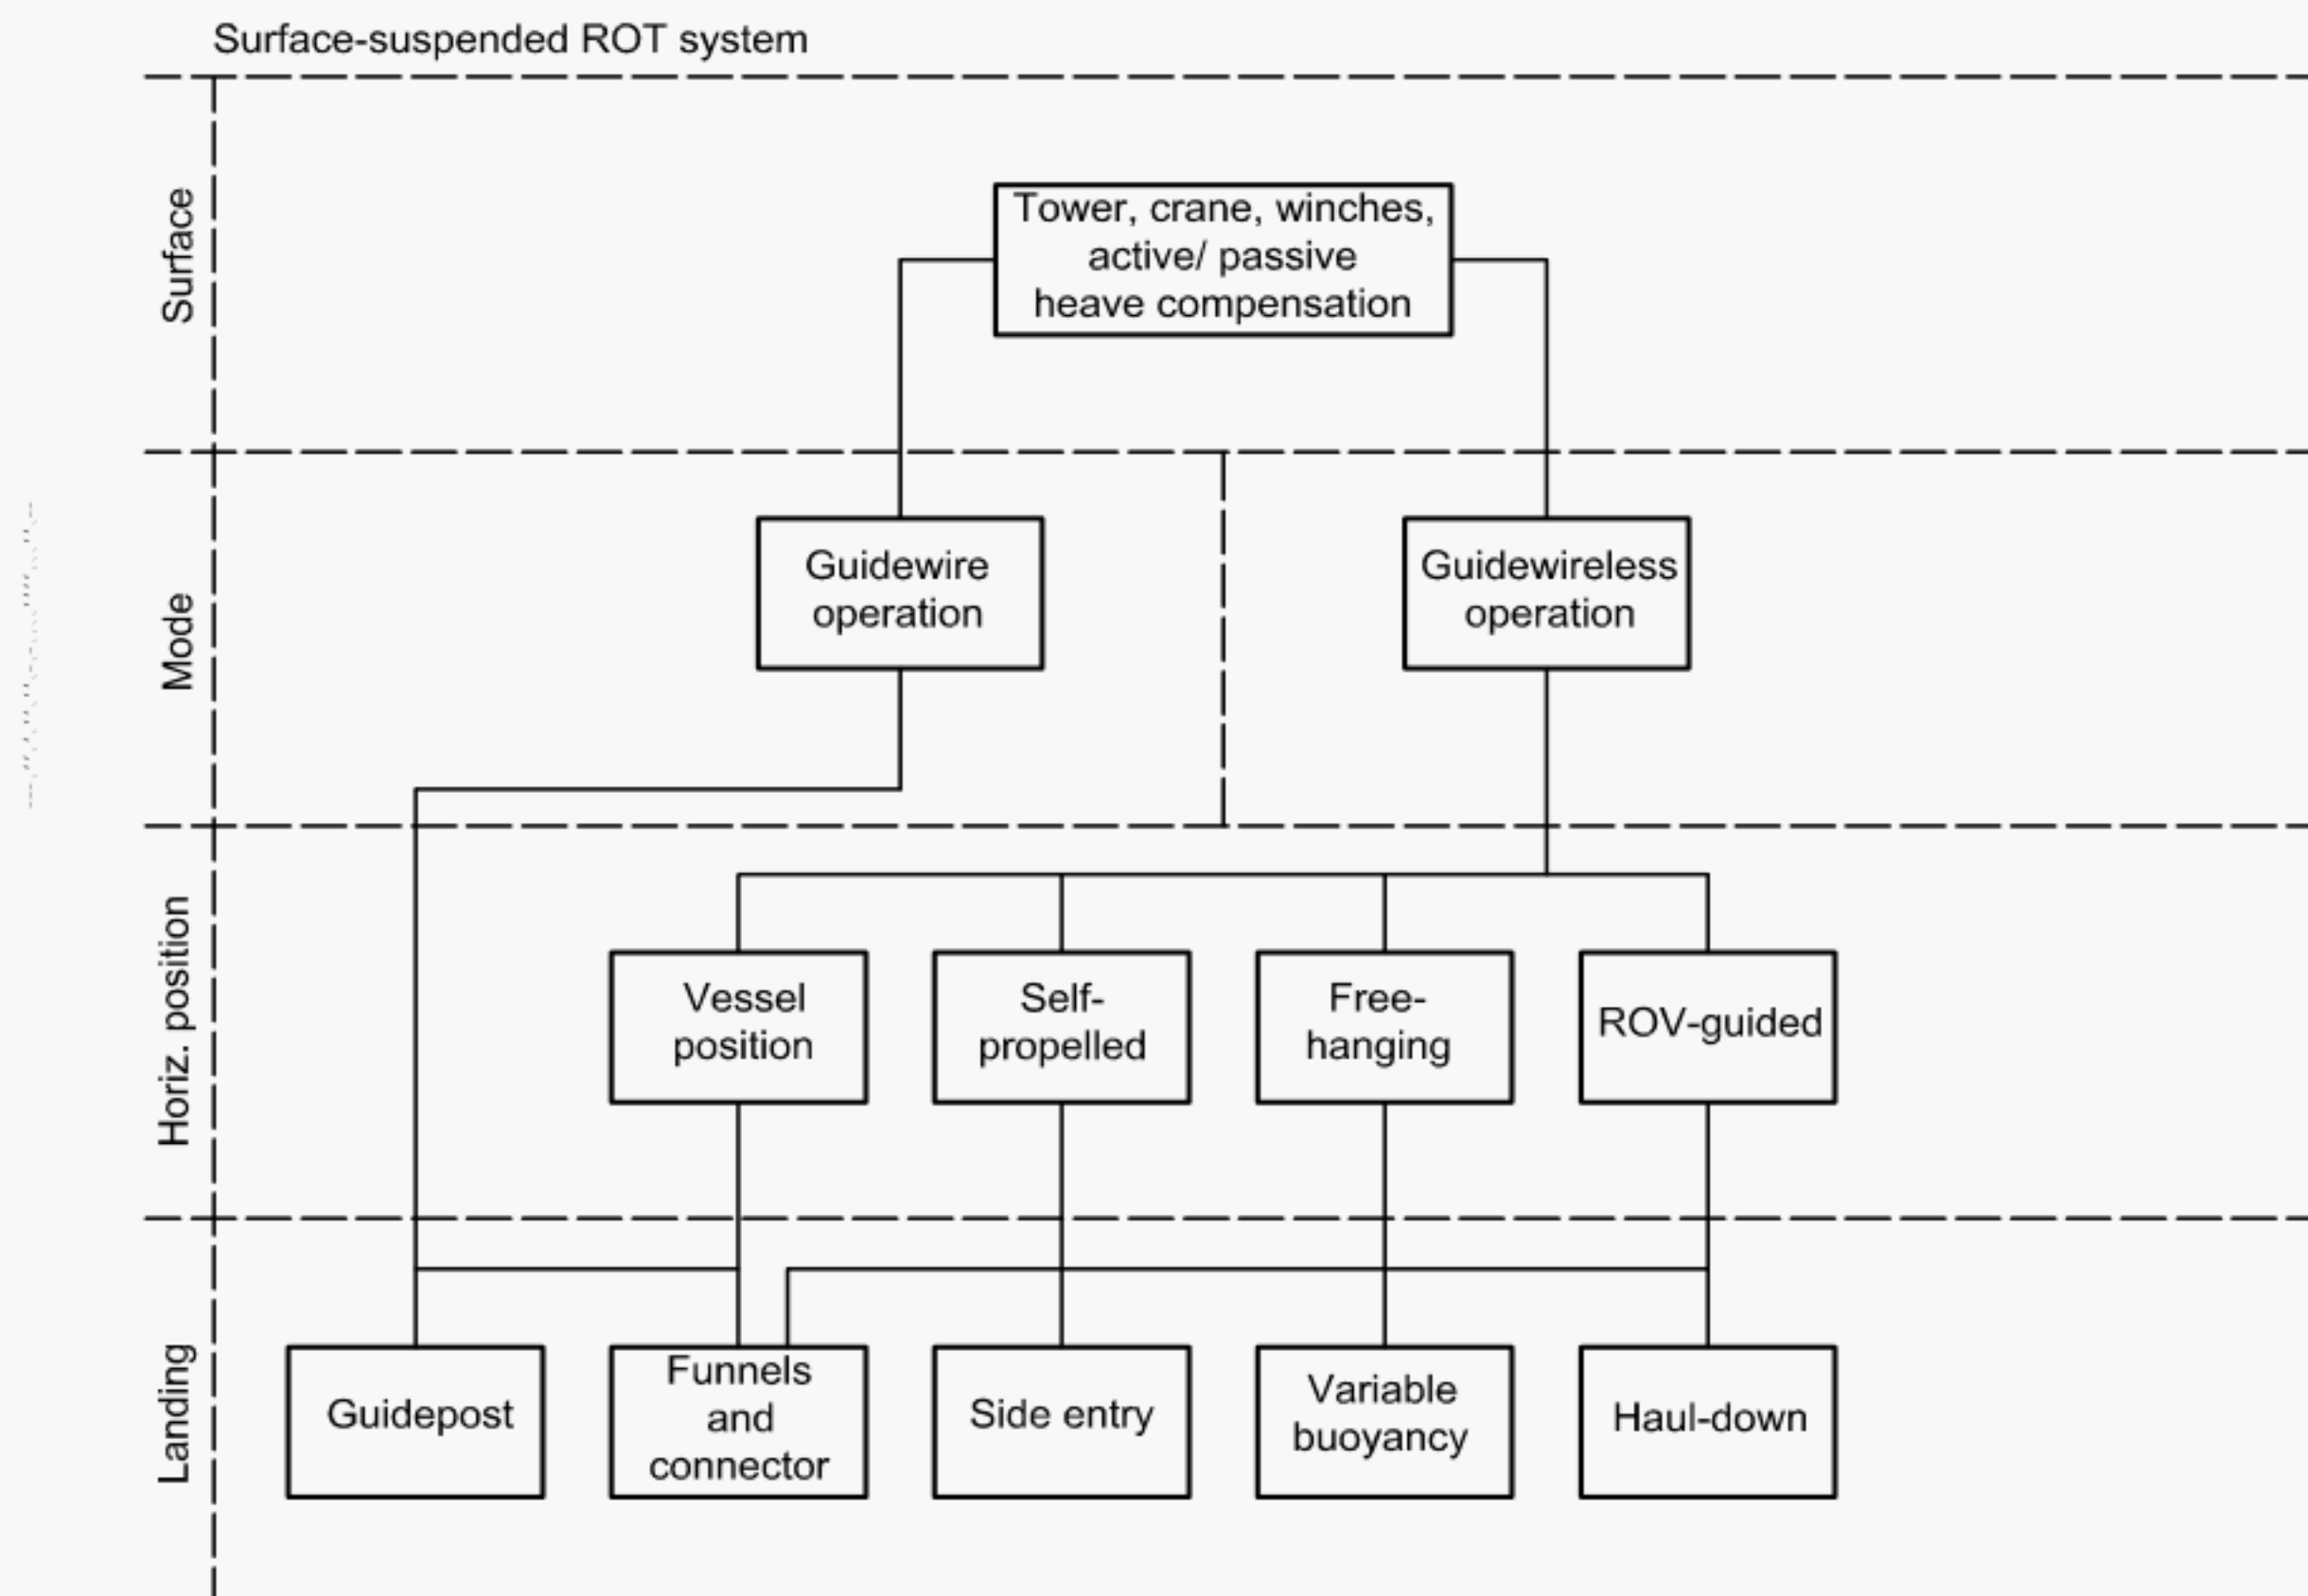 Surface-suspended ROT system
Surface
Tower, crane, winches,
active/ passive
heave compensation
Mode
Guidewire
operation
Guidewireless
operation
Horiz. position
Vessel
position
Self-
propelled
Free-
hanging
ROV-guided
Landing
Guidepost
Funnels
and
connector
Side entry
Variable
buoyancy
Haul-down